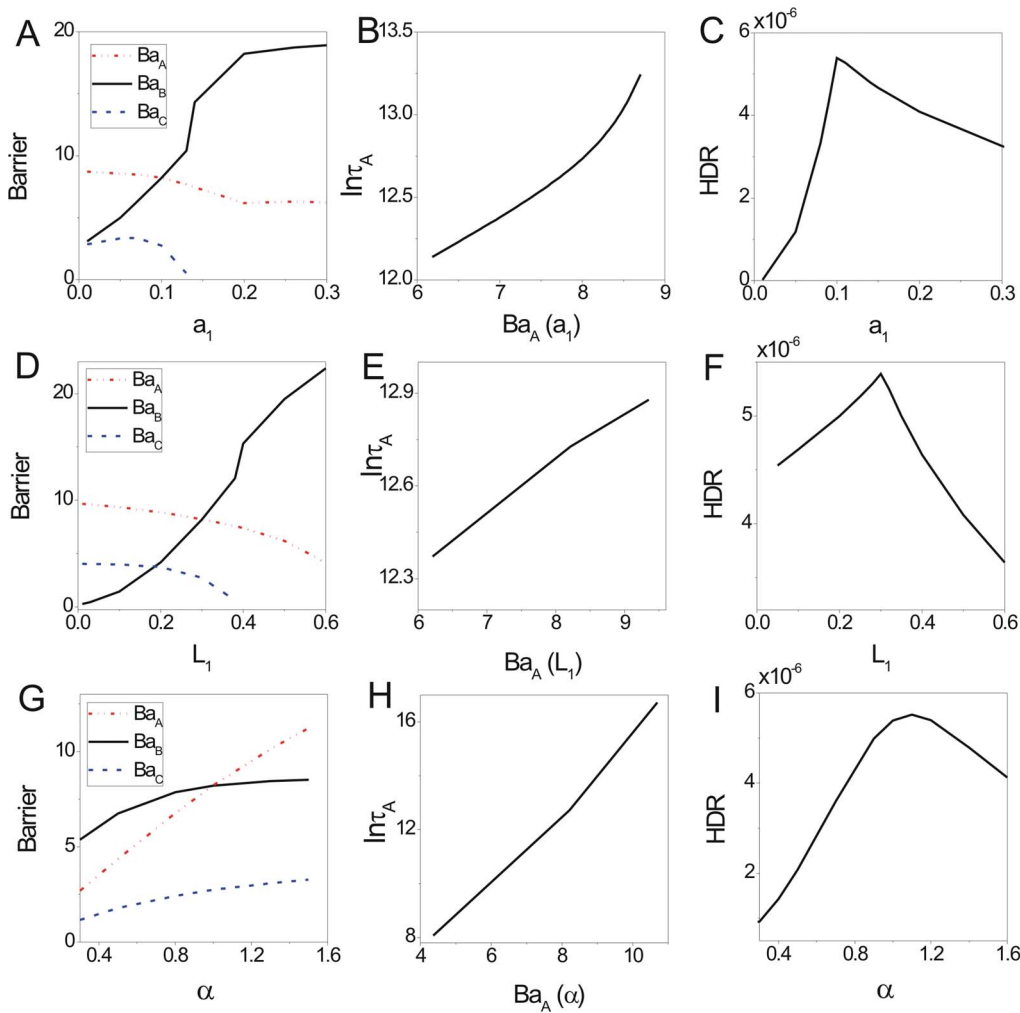 A
Barrier
20
10
0
Ba_A
Ba_B
Ba_C
0.0 0.1 0.2 0.3
a_1
B
lnτ_A
13.5
13.0
12.5
12.0
6 7 8 9
Ba_A (a_1)
C
x10^-6
HDR
6
4
2
0
0.0 0.1 0.2 0.3
a_1
D
Barrier
20
10
0
Ba_A
Ba_B
Ba_C
0.0 0.2 0.4 0.6
L_1
E
lnτ_A
12.9
12.6
12.3
6 7 8 9
Ba_A (L_1)
F
x10^-6
HDR
5
4
0.0 0.2 0.4 0.6
L_1
G
Barrier
10
5
0
Ba_A
Ba_B
Ba_C
0.4 0.8 1.2 1.6
α
H
lnτ_A
16
12
8
4 6 8 10
Ba_A (α)
I
x10^-6
HDR
6
4
2
0.4 0.8 1.2 1.6
α